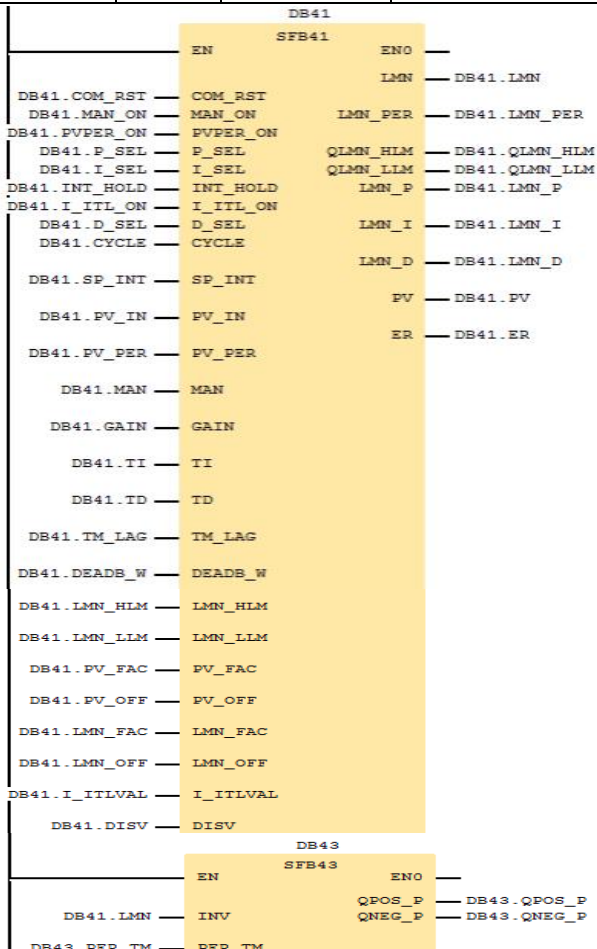 DB41
SFB41
EN ENO
LMN DB41.LMN
DB41.COM_RST COM_RST
DB41.MAN_ON MAN_ON LMN_PER DB41.LMN_PER
DB41.PVPER_ON PVPER_ON
DB41.P_SEL P_SEL QLMN_HLM DB41.QLMN_HLM
DB41.I_SEL I_SEL QLMN_LLM DB41.QLMN_LLM
DB41.INT_HOLD INT_HOLD LMN_P DB41.LMN_P
DB41.I_ITL_ON I_ITL_ON
DB41.D_SEL D_SEL LMN_I DB41.LMN_I
DB41.CYCLE CYCLE
LMN_D DB41.LMN_D
DB41.SP_INT SP_INT
PV DB41.PV
DB41.PV_IN PV_IN
ER DB41.ER
DB41.PV_PER PV_PER
DB41.MAN MAN
DB41.GAIN GAIN
DB41.TI TI
DB41.TD TD
DB41.TM_LAG TM_LAG
DB41.DEADB_W DEADB_W
DB41.LMN_HLM LMN_HLM
DB41.LMN_LLM LMN_LLM
DB41.PV_FAC PV_FAC
DB41.PV_OFF PV_OFF
DB41.LMN_FAC LMN_FAC
DB41.LMN_OFF LMN_OFF
DB41.I_ITLVAL I_ITLVAL
DB41.DISV DISV
DB43
SFB43
EN ENO
QPOS_P DB43.QPOS_P
DB41.LMN INV QNEG_P DB43.QNEG_P
DB43.PER_TM PER_TM